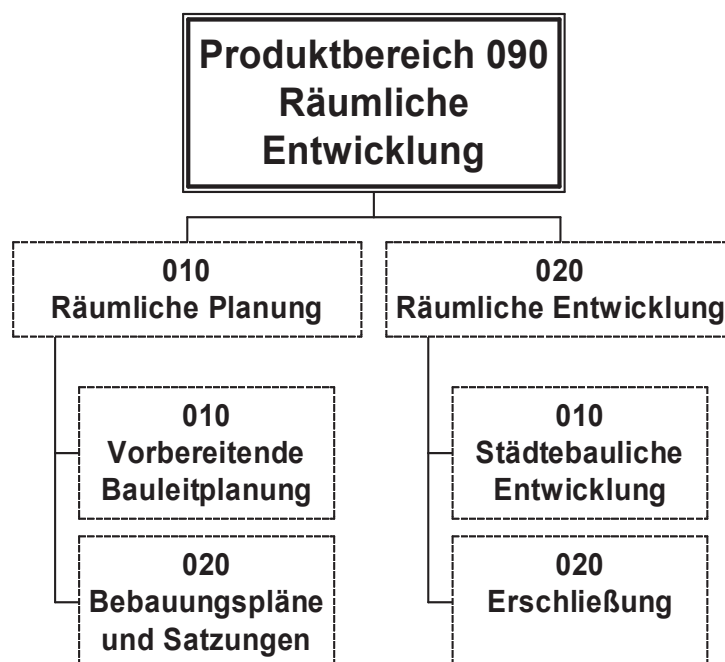 Produktbereich 090
Räumliche
Entwicklung
010
Räumliche Planung
010
Vorbereitende
Bauleitplanung
020
Bebauungspläne
und Satzungen
020
Räumliche Entwicklung
010
Städtebauliche
Entwicklung
020
Erschließung